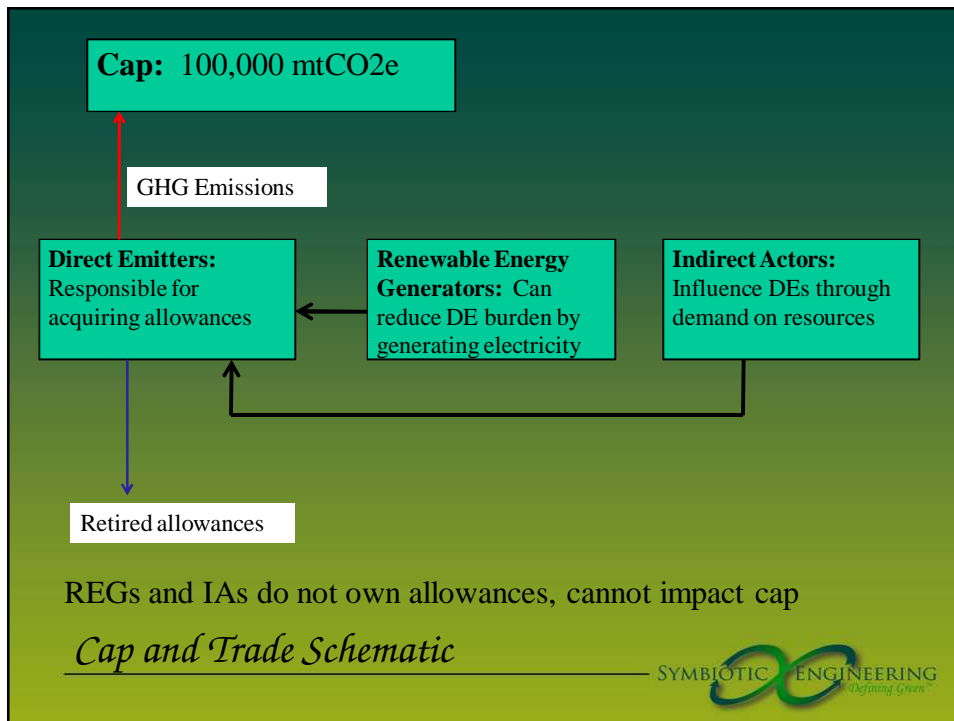 Cap: 100,000 mtCO2e
GHG Emissions
Direct Emitters:
Responsible for
acquiring allowances
Renewable Energy
Generators: Can
reduce DE burden by
generating electricity
Indirect Actors:
Influence DEs through
demand on resources
Retired allowances
REGs and IAs do not own allowances, cannot impact cap
Cap and Trade Schematic
SYMBIOTIC ENGINEERING
Defining Green™